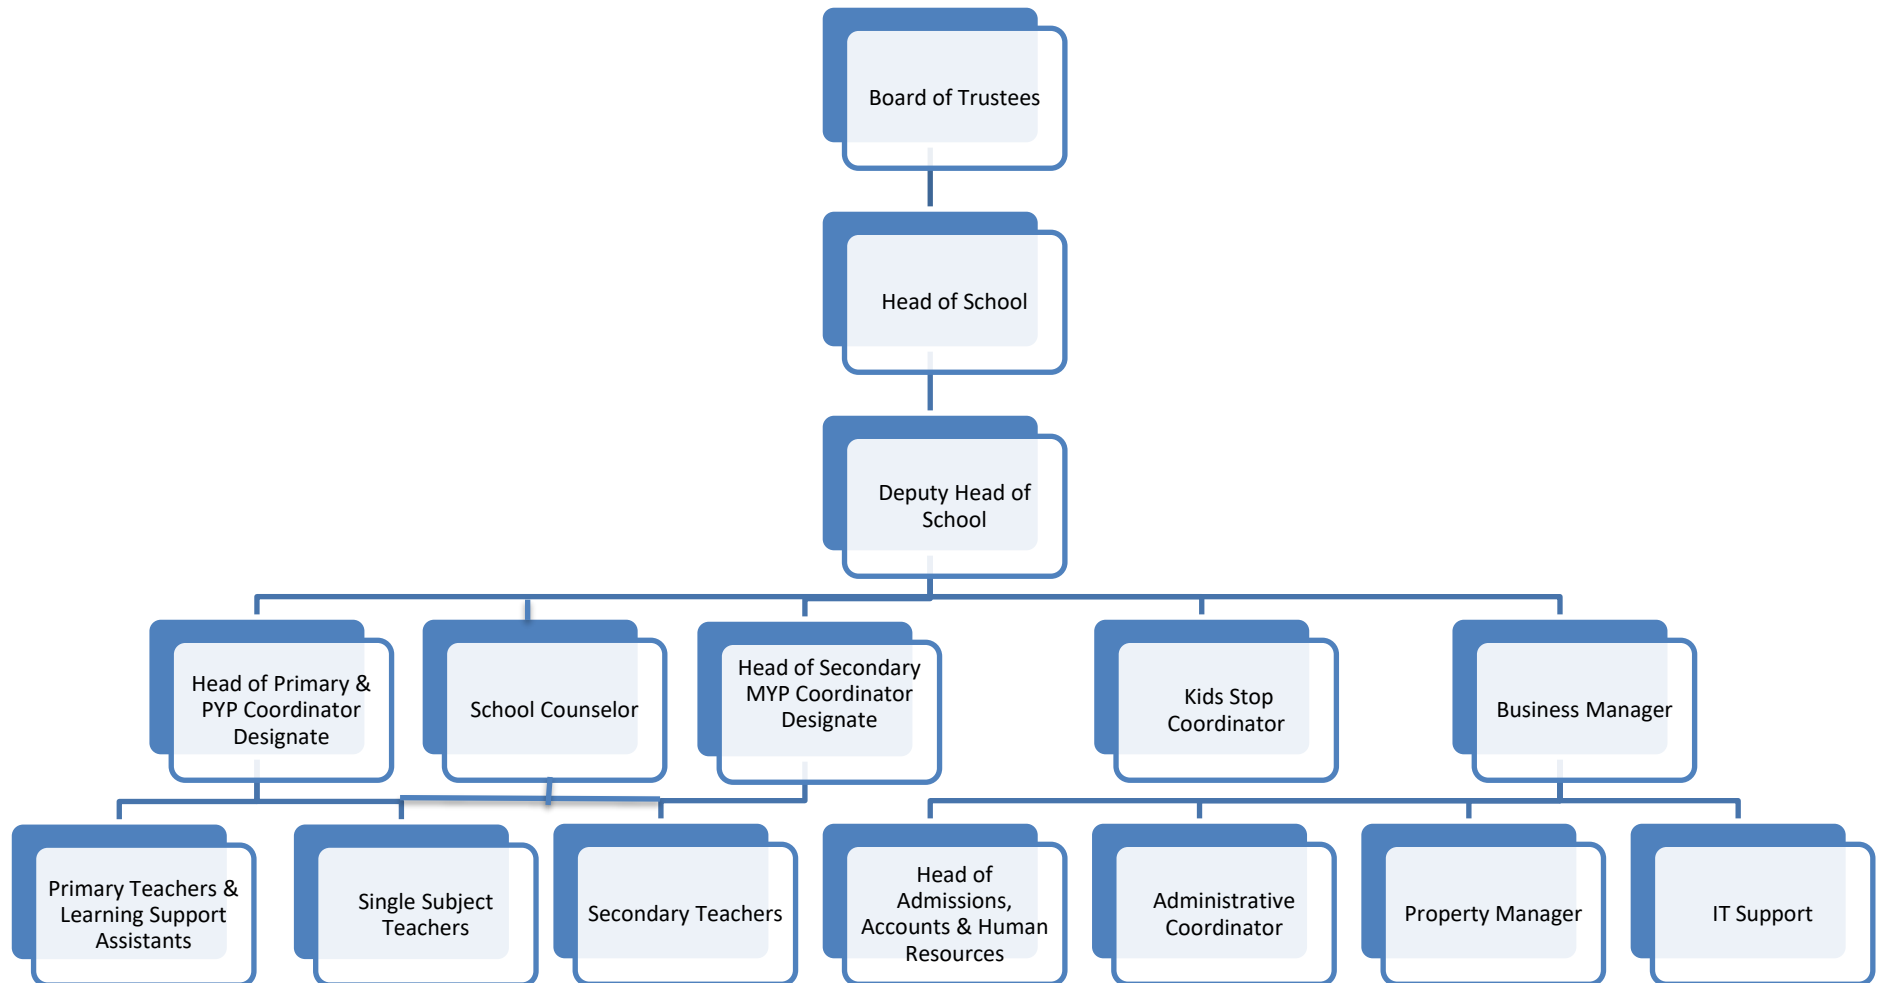 Board of Trustees
Head of School
Deputy Head of
School
Head of Primary &
PYP Coordinator
Designate
School Counselor
Head of Secondary
MYP Coordinator
Designate
Kids Stop
Coordinator
Business Manager
Primary Teachers &
Learning Support
Assistants
Single Subject
Teachers
Secondary Teachers
Head of
Admissions,
Accounts & Human
Resources
Administrative
Coordinator
Property Manager
IT Support